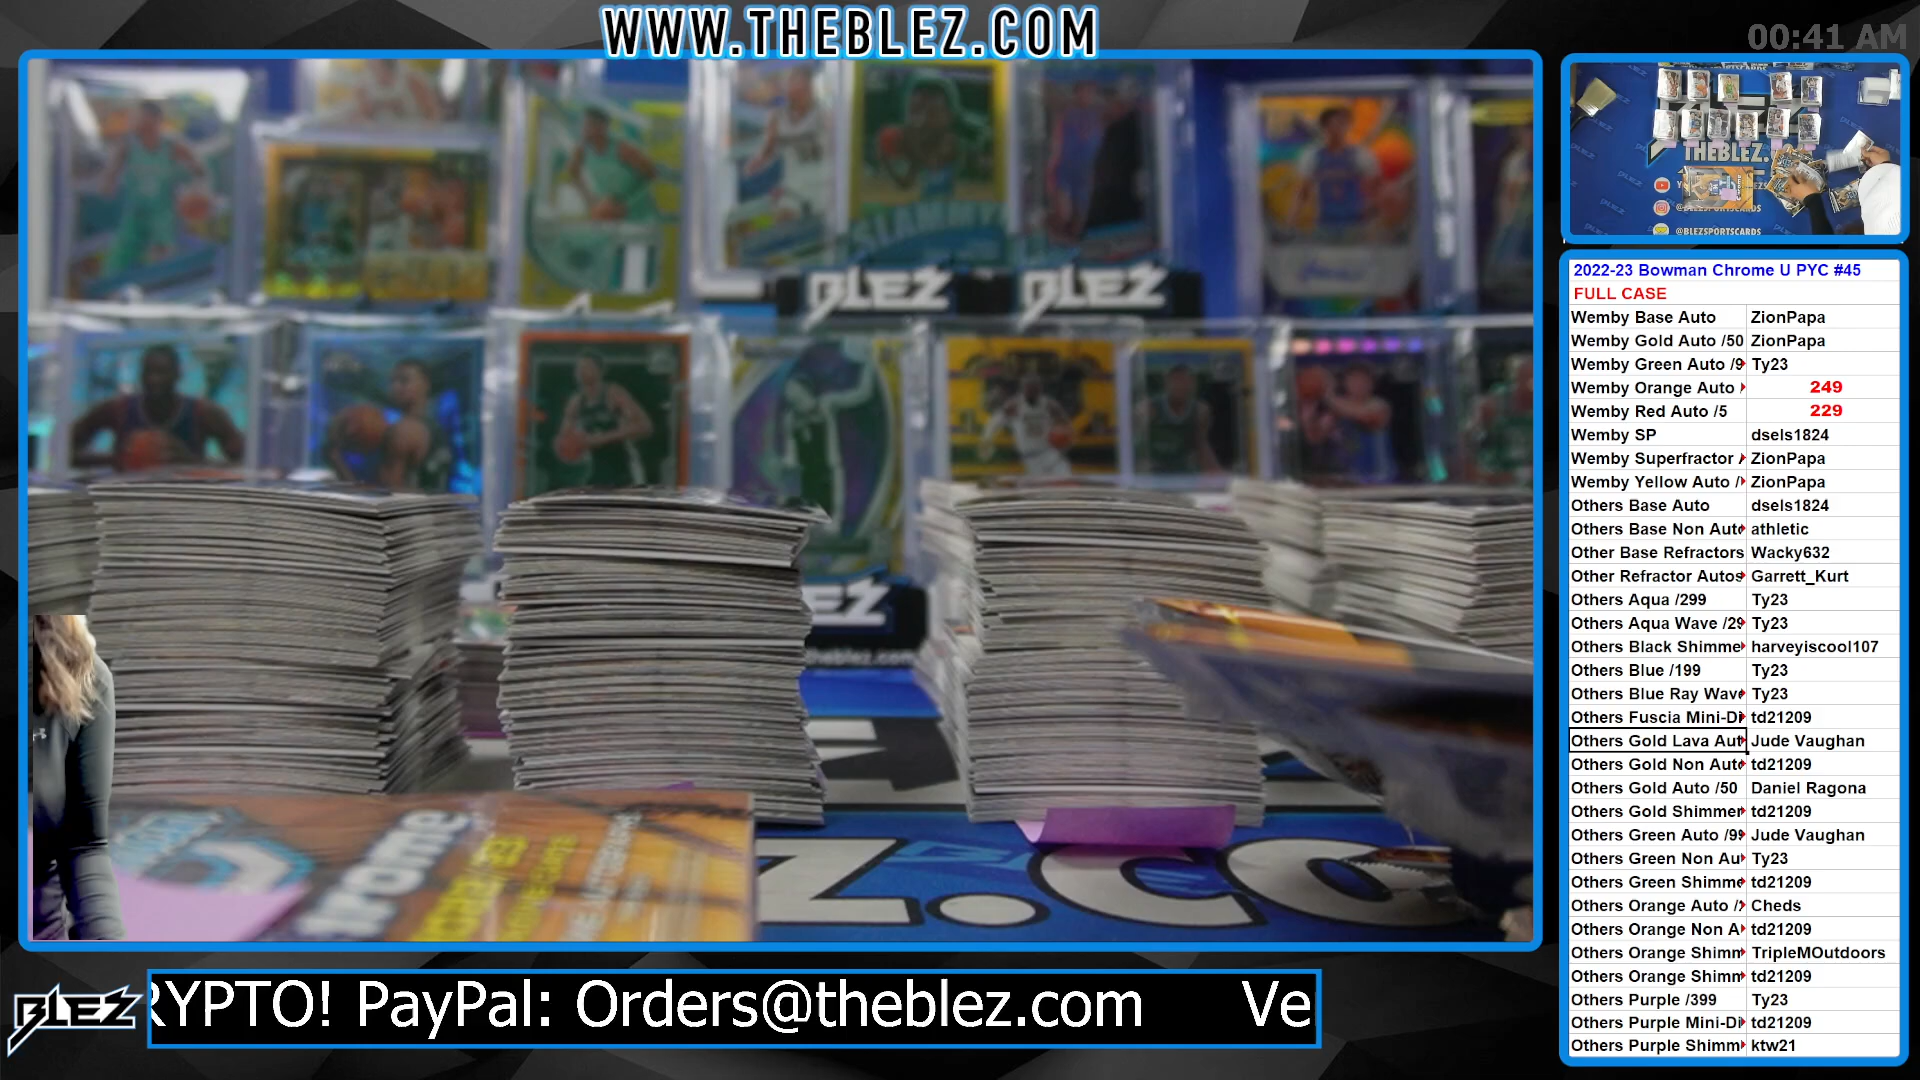 WWW.THEBLEZ.COM
00:41 AM
BLEZ
BLEZ
THEBLEZ.
@BLEZSPORTSCARDS
@BLEZSPORTSCARDS
theblez.com
Z.CO
2022-23 Bowman Chrome U PYC #45
FULL CASE
Wemby Base Auto ZionPapa
Wemby Gold Auto /50 ZionPapa
Wemby Green Auto /9 Ty23
Wemby Orange Auto 249
Wemby Red Auto /5 229
Wemby SP dsels1824
Wemby Superfractor ZionPapa
Wemby Yellow Auto / ZionPapa
Others Base Auto dsels1824
Others Base Non Auto athletic
Other Base Refractors Wacky632
Other Refractor Autos Garrett_Kurt
Others Aqua /299 Ty23
Others Aqua Wave /29 Ty23
Others Black Shimme harveyiscool107
Others Blue /199 Ty23
Others Blue Ray Wave Ty23
Others Fuscia Mini-Di td21209
Others Gold Lava Aut Jude Vaughan
Others Gold Non Auto td21209
Others Gold Auto /50 Daniel Ragona
Others Gold Shimmer td21209
Others Green Auto /99 Jude Vaughan
Others Green Non Au Ty23
Others Green Shimme td21209
Others Orange Auto / Cheds
Others Orange Non A td21209
Others Orange Shimm TripleMOutdoors
Others Orange Shimm td21209
Others Purple /399 Ty23
Others Purple Mini-Di td21209
Others Purple Shimm ktw21
BLEZ
RYPTO! PayPal: Orders@theblez.com Ve